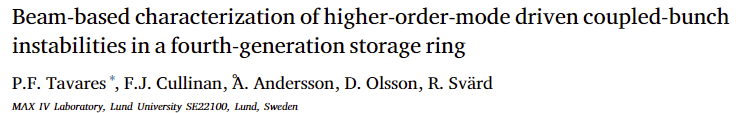 Beam-based characterization of higher-order-mode driven coupled-bunch
instabilities in a fourth-generation storage ring
P.F. Tavares *, F.J. Cullinan, Å. Andersson, D. Olsson, R. Svärd
MAX IV Laboratory, Lund University SE22100, Lund, Sweden